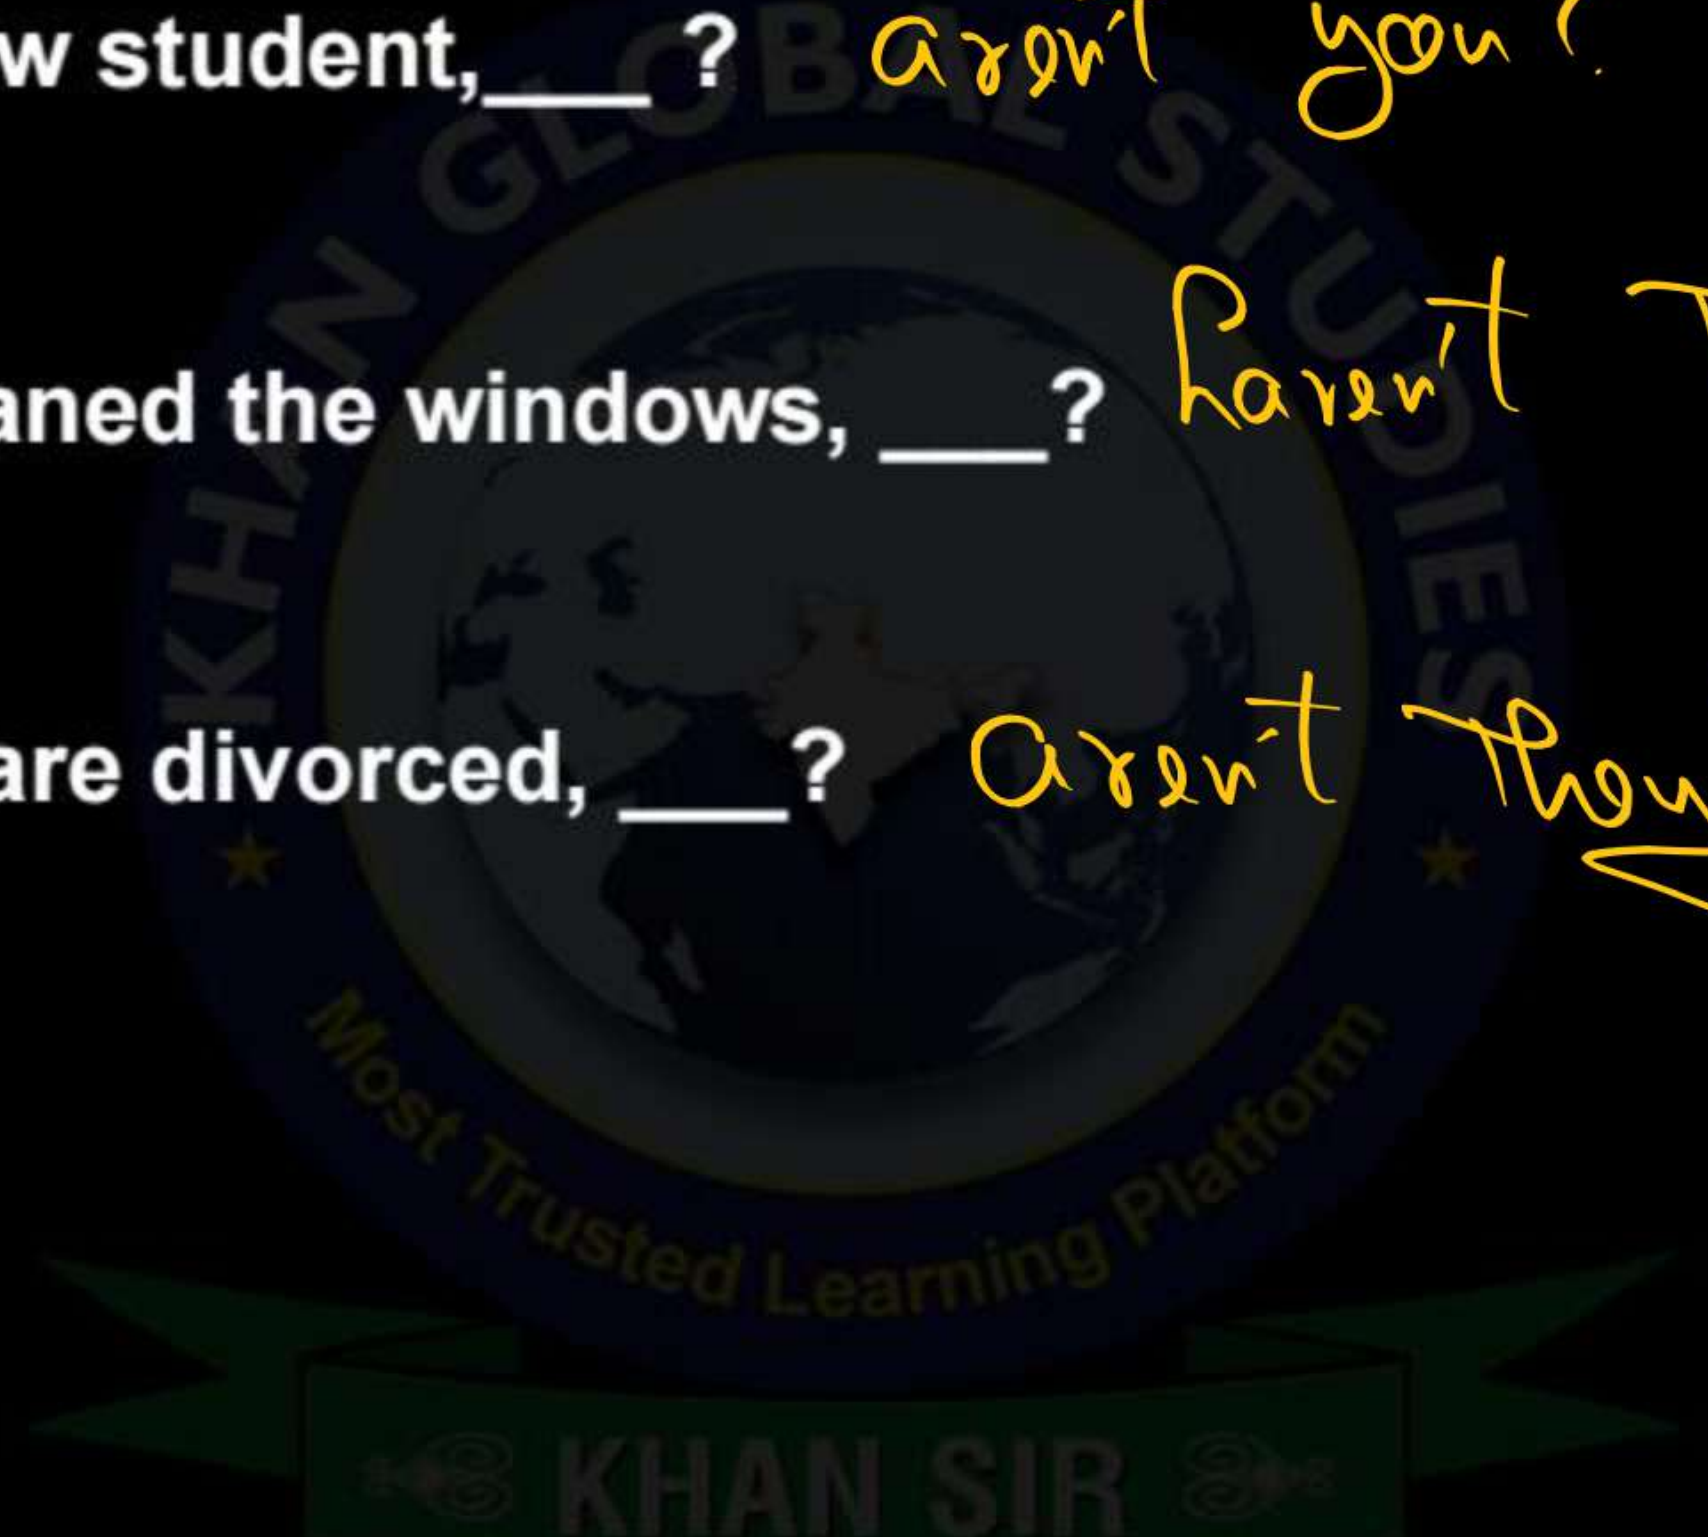 w student,___ ? aren't you?
KHAN GLOBAL STUDIES
aned the windows, ___? haven't
are divorced, ___? aren't they
Most Trusted Learning Platform
KHAN SIR